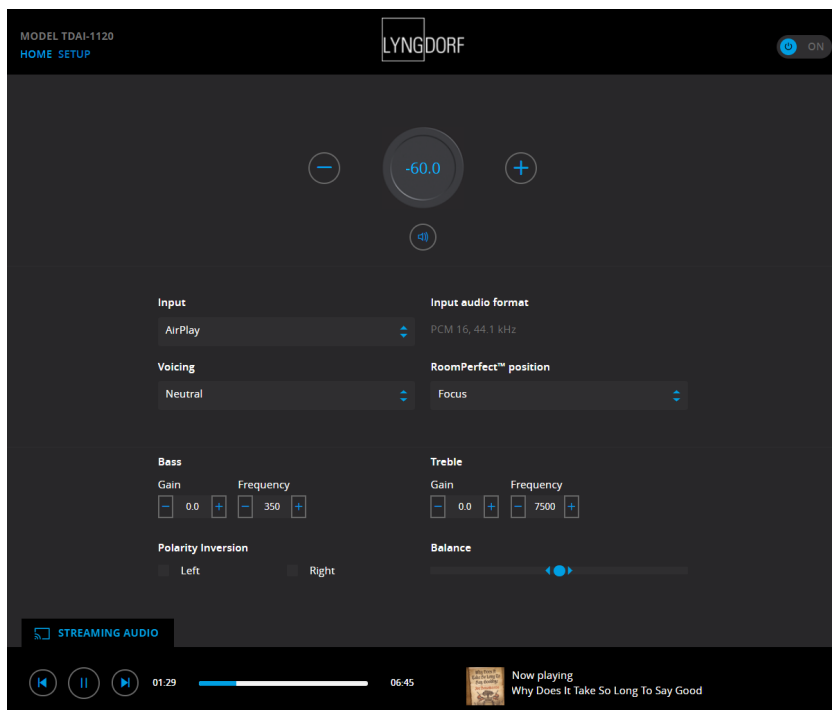 MODEL TDAI-1120
HOME SETUP
LYNGDORF
ON
-60.0
Input
Input audio format
AirPlay
PCM 16, 44.1 kHz
Voicing
RoomPerfect™ position
Neutral
Focus
Bass
Treble
Gain Frequency
Gain Frequency
− 0.0 + − 350 +
− 0.0 + − 7500 +
Polarity Inversion
Balance
Left
Right
STREAMING AUDIO
01:29
06:45
Now playing
Why Does It Take So Long To Say Good